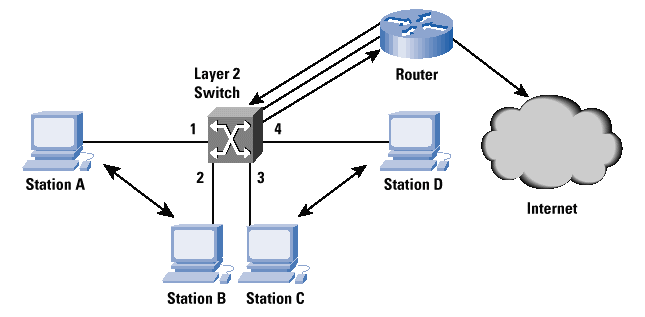 Layer 2
Switch
Router
1
4
2
3
Station A
Station D
Internet
Station B
Station C